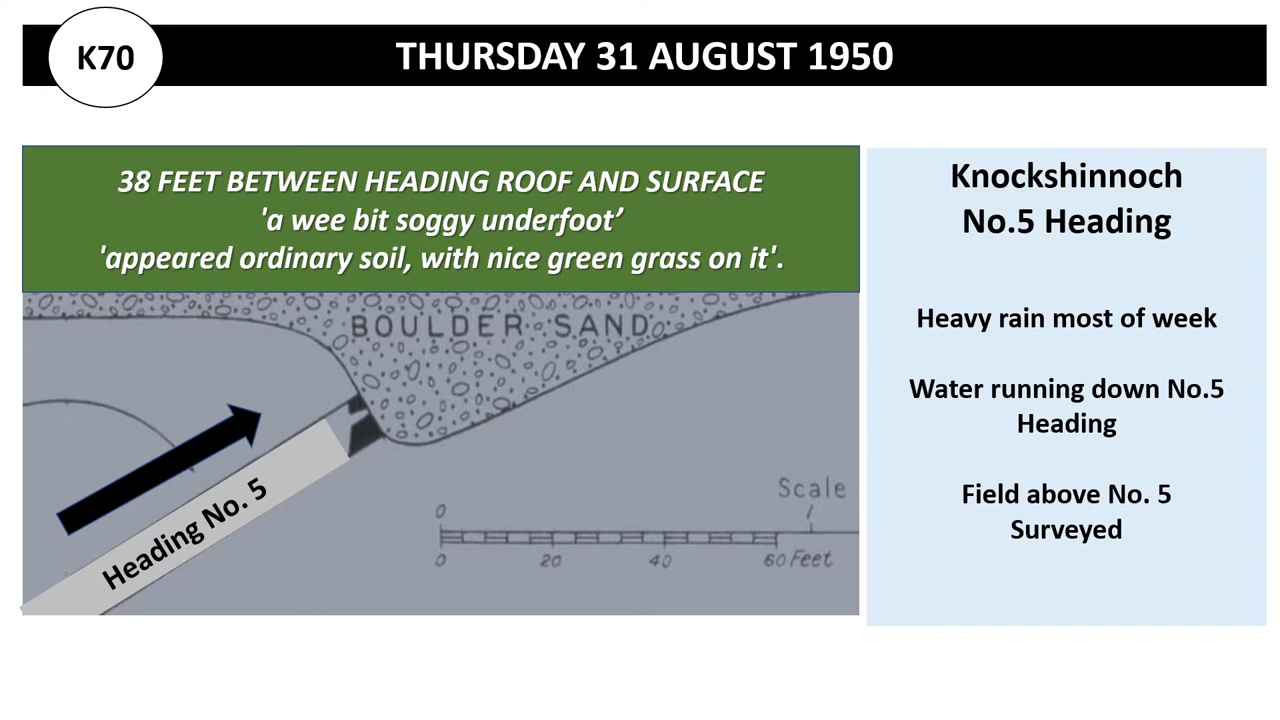 K70
THURSDAY 31 AUGUST 1950
38 FEET BETWEEN HEADING ROOF AND SURFACE
'a wee bit soggy underfoot’
'appeared ordinary soil, with nice green grass on it'.
BOULDER SAND
Heading No. 5
Scale
0
0 20 40 60 Feet
Knockshinnoch
No.5 Heading
Heavy rain most of week
Water running down No.5
Heading
Field above No. 5
Surveyed